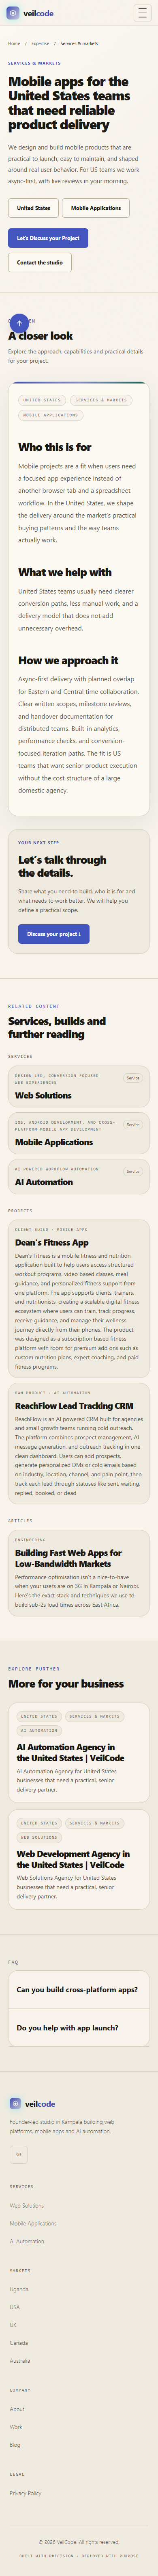 veilcode
Home / Expertise / Services & markets
SERVICES & MARKETS
Mobile apps for the
United States teams
that need reliable
product delivery
We design and build mobile products that are
practical to launch, easy to maintain, and shaped
around real user behavior. For US teams we work
async-first, with live reviews in your morning.
United States
Mobile Applications
Let's Discuss your Project
Contact the studio
A closer look
Explore the approach, capabilities and practical details
for your project.
UNITED STATES
SERVICES & MARKETS
MOBILE APPLICATIONS
Who this is for
Mobile projects are a fit when users need
a focused app experience instead of
another browser tab and a spreadsheet
workflow. In the United States, we shape
the delivery around the market's practical
buying patterns and the way teams
actually work.
What we help with
United States teams usually need clearer
conversion paths, less manual work, and a
delivery model that does not add
unnecessary overhead.
How we approach it
Async-first delivery with planned overlap
for Eastern and Central collaboration.
Clear written scopes, milestone reviews,
and handover documentation for
distributed teams. Built-in analytics,
performance checks, and conversion-
focused iteration paths. The fit is US
teams that want senior product execution
without the cost structure of a large
domestic agency.
YOUR NEXT STEP
Let's talk through
the details.
Share what you need to build, who it is for and
what needs to work better. We will help you
define a practical scope.
Discuss your project ↓
RELATED CONTENT
Services, builds and
further reading
SERVICES
DESIGN-LED, CONVERSION-FOCUSED
WEB EXPERIENCES
Service
Web Solutions
IOS, ANDROID DEVELOPMENT, AND CROSS-
PLATFORM MOBILE APP DEVELOPMENT
Service
Mobile Applications
AI POWERED WORKFLOW AUTOMATION
Service
AI Automation
PROJECTS
CLIENT BUILD · MOBILE APPS
Dean's Fitness App
Dean's Fitness is a mobile fitness and nutrition
application built to help users access structured
workout programs, video based classes, meal
guidance, and personalized fitness support from
one platform. The app supports clients, trainers,
and nutritionists, creating a scalable digital fitness
ecosystem where users can train, track progress,
receive guidance, and manage their wellness
journey directly from their phones. The product
was designed as a subscription based fitness
platform with room for premium add ons such as
custom nutrition plans, expert coaching, and paid
fitness programs.
OWN PRODUCT · AI AUTOMATION
ReachFlow Lead Tracking CRM
ReachFlow is an AI powered CRM built for agencies
and small growth teams running cold outreach.
The platform combines prospect management, AI
message generation, and outreach tracking in one
clean dashboard. Users can add prospects,
generate personalized DMs or cold emails based
on industry, location, channel, and pain point, then
track each lead through statuses like sent, waiting,
replied, booked, or dead
ARTICLES
ENGINEERING
Building Fast Web Apps for
Low-Bandwidth Markets
Performance optimisation isn't a nice-to-have
when your users are on 3G in Kampala or Nairobi.
Here's the exact stack and techniques we use to
build sub-2s load times across East Africa.
EXPLORE FURTHER
More for your business
UNITED STATES
SERVICES & MARKETS
AI AUTOMATION
AI Automation Agency in
the United States | VeilCode
AI Automation Agency for United States
businesses that need a practical, senior
delivery partner.
UNITED STATES
SERVICES & MARKETS
WEB SOLUTIONS
Web Development Agency in
the United States | VeilCode
Web Solutions Agency for United States
businesses that need a practical, senior
delivery partner.
FAQ
Can you build cross-platform apps?
Do you help with app launch?
veilcode
Founder-led studio in Kampala building web
platforms, mobile apps and AI automation.
SERVICES
Web Solutions
Mobile Applications
AI Automation
MARKETS
Uganda
USA
UK
Canada
Australia
COMPANY
About
Work
Blog
LEGAL
Privacy Policy
© 2026 VeilCode. All rights reserved.
BUILT WITH PRECISION · DEPLOYED WITH PURPOSE